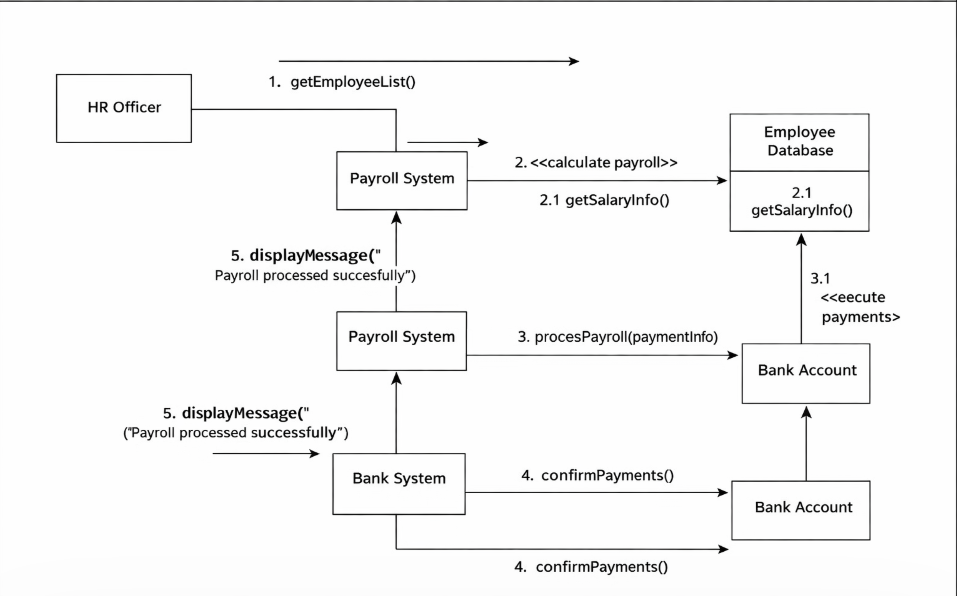 1. getEmployeeList()
HR Officer
Employee
Database
2. <<calculate payroll>>
Payroll System
2.1 getSalaryInfo()
2.1
getSalaryInfo()
5. displayMessage("
Payroll processed succesfully")
3.1
<<eecute
payments>
Payroll System
3. procesPayroll(paymentInfo)
Bank Account
5. displayMessage("
("Payroll processed successfully")
Bank System
4. confirmPayments()
Bank Account
4. confirmPayments()